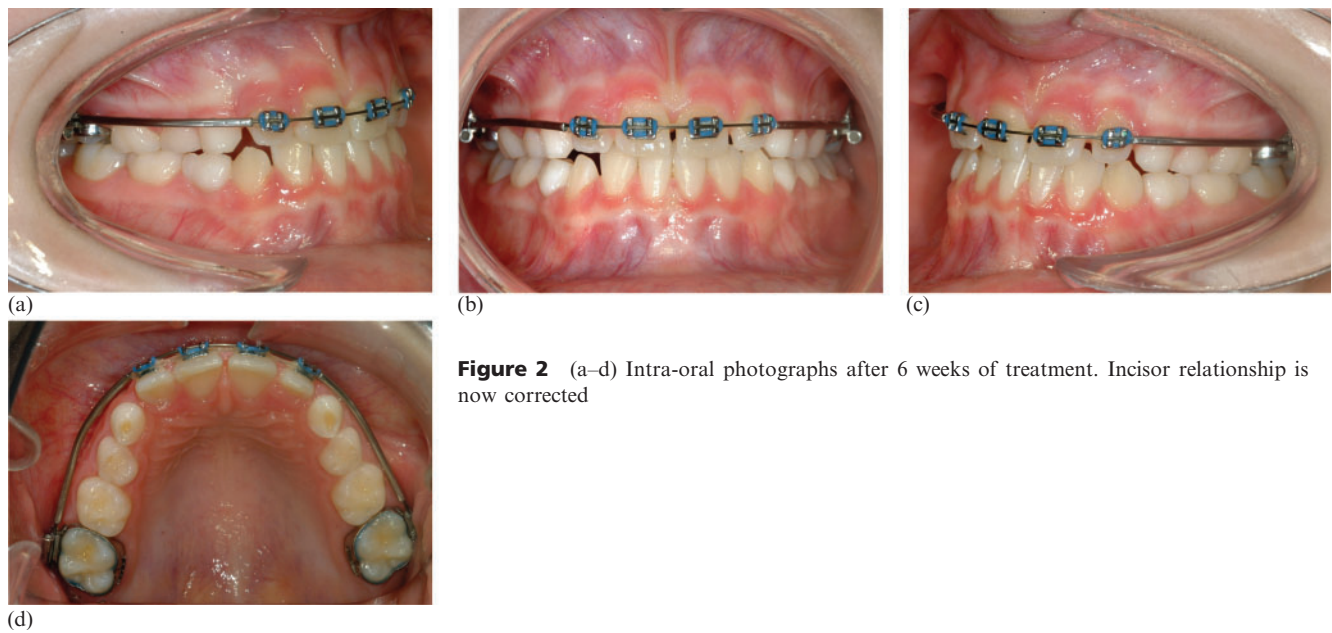 (a)
(b)
(c)
(d)
Figure 2 (a–d) Intra-oral photographs after 6 weeks of treatment. Incisor relationship is
now corrected